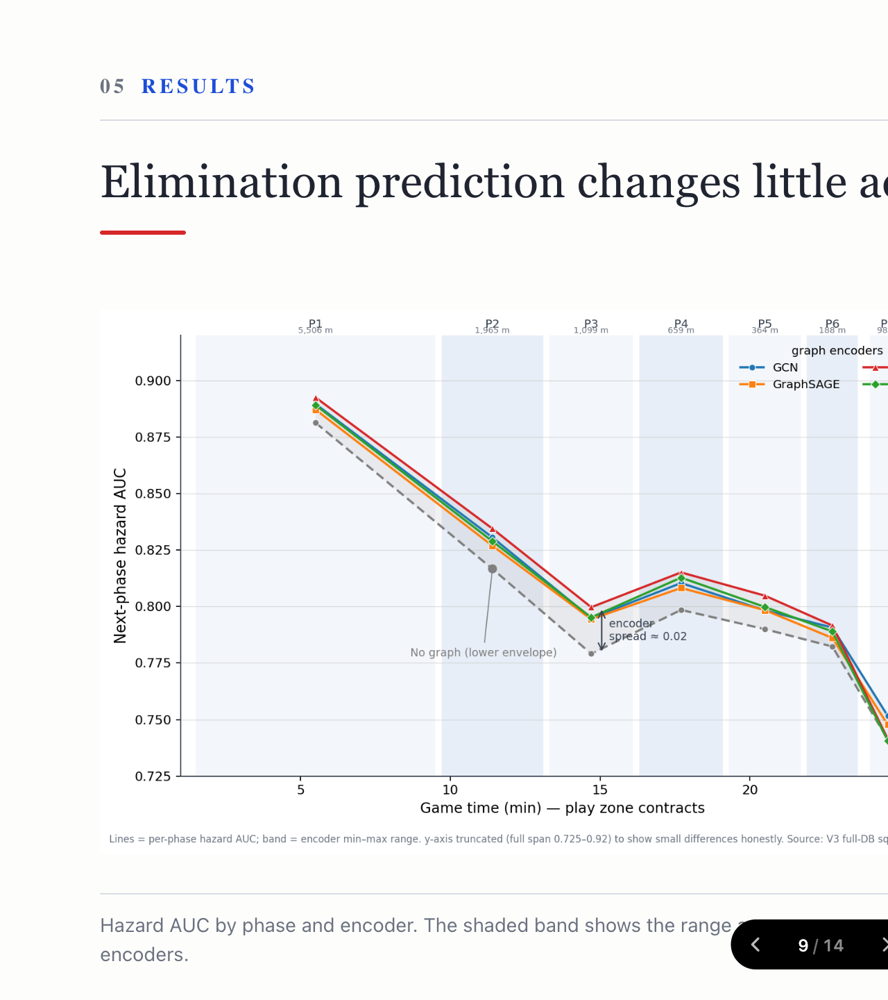 05 RESULTS
Elimination prediction changes little
P1 P2 P3 P4 P5 P6
5,506 m 1,965 m 1,099 m 659 m 364 m 188 m 98
graph encoders
GCN
GraphSAGE
0.900
0.875
0.850
0.825
0.800
0.775
0.750
0.725
Next-phase hazard AUC
encoder
spread ≈ 0.02
No graph (lower envelope)
5 10 15 20
Game time (min) — play zone contracts
Lines = per-phase hazard AUC; band = encoder min–max range. y-axis truncated (full span 0.725–0.92) to show small differences honestly. Source: V3 full-DB
Hazard AUC by phase and encoder. The shaded band shows the range
encoders.
9 / 14